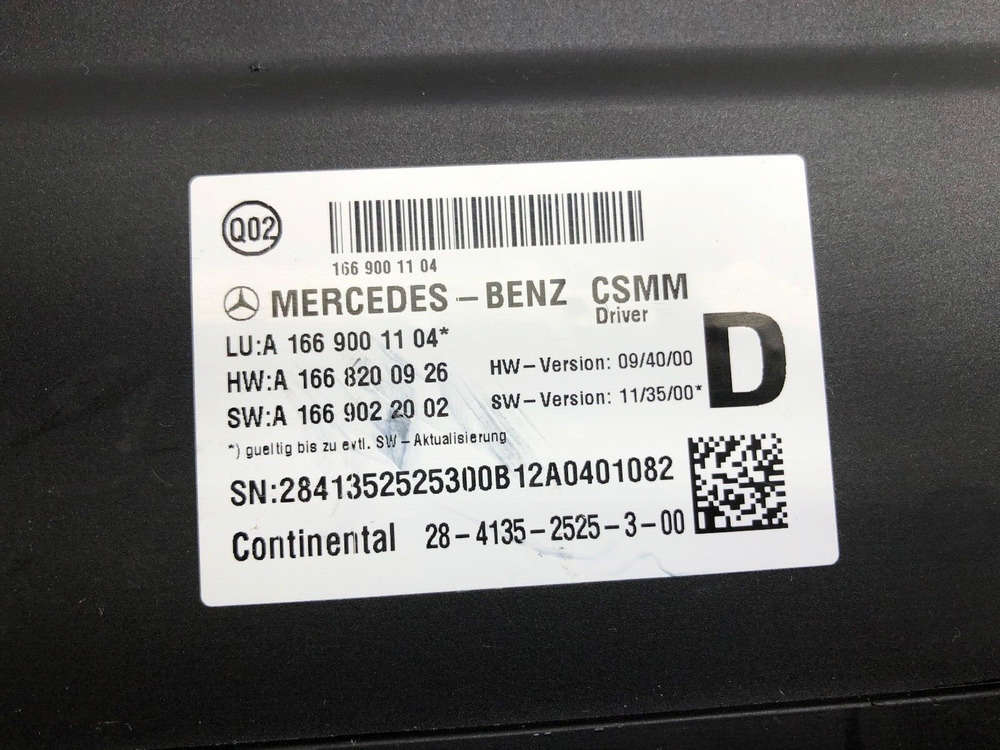 Q02
166 900 11 04
MERCEDES-BENZ CSMM
Driver
LU:A 166 900 11 04*
HW:A 166 820 09 26
HW-Version: 09/40/00
SW:A 166 902 20 02
SW-Version: 11/35/00*
D
*) gueltig bis zu evtl. SW-Aktualisierung
SN:2841352525300B12A0401082
Continental 28-4135-2525-3-00